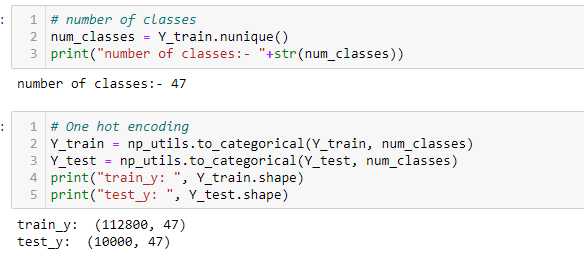 : 1 # number of classes
2 num_classes = Y_train.nunique()
3 print("number of classes:- "+str(num_classes))
number of classes:- 47
: 1 # One hot encoding
2 Y_train = np_utils.to_categorical(Y_train, num_classes)
3 Y_test = np_utils.to_categorical(Y_test, num_classes)
4 print("train_y: ", Y_train.shape)
5 print("test_y: ", Y_test.shape)
train_y:  (112800, 47)
test_y:  (10000, 47)